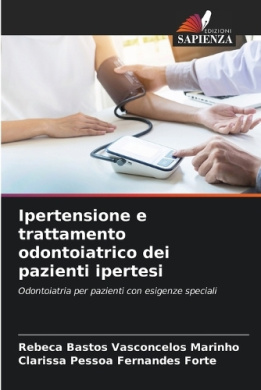 EDIZIONI
SAPIENZA
Ipertensione e
trattamento
odontoiatrico dei
pazienti ipertesi
Odontoiatria per pazienti con esigenze speciali
Rebeca Bastos Vasconcelos Marinho
Clarissa Pessoa Fernandes Forte